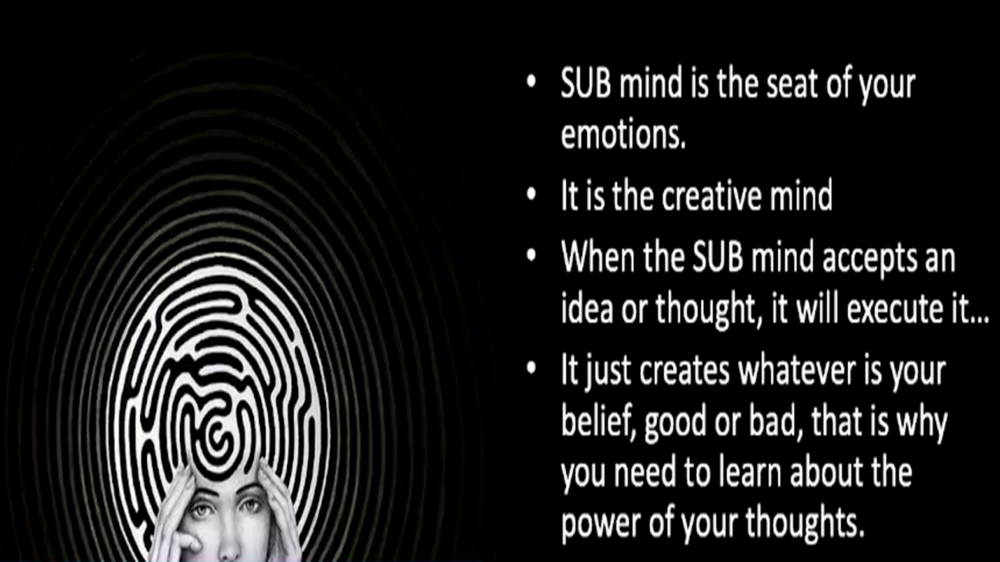 • SUB mind is the seat of your
emotions.
• It is the creative mind
• When the SUB mind accepts an
idea or thought, it will execute it...
• It just creates whatever is your
belief, good or bad, that is why
you need to learn about the
power of your thoughts.